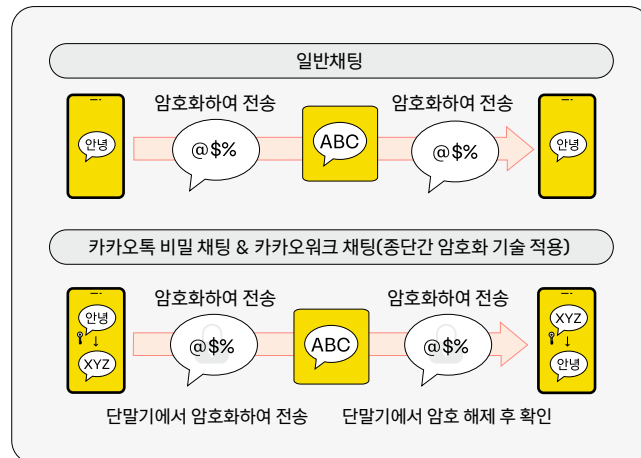 일반채팅
암호화하여 전송
암호화하여 전송
안녕
@$%
ABC
@$%
안녕
카카오톡 비밀 채팅 & 카카오워크 채팅(종단간 암호화 기술 적용)
암호화하여 전송
암호화하여 전송
안녕
↓
XYZ
@$%
ABC
@$%
XYZ
↓
안녕
단말기에서 암호화하여 전송
단말기에서 암호 해제 후 확인